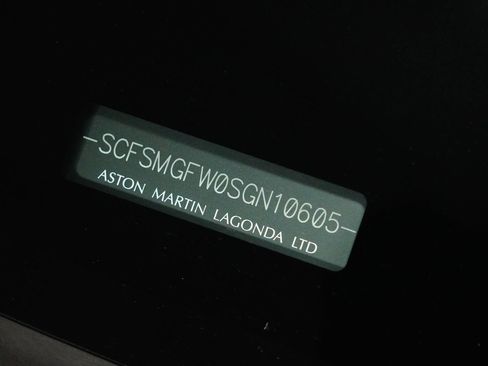 -SCFSMGFW0SGN10605-
ASTON MARTIN LAGONDA LTD